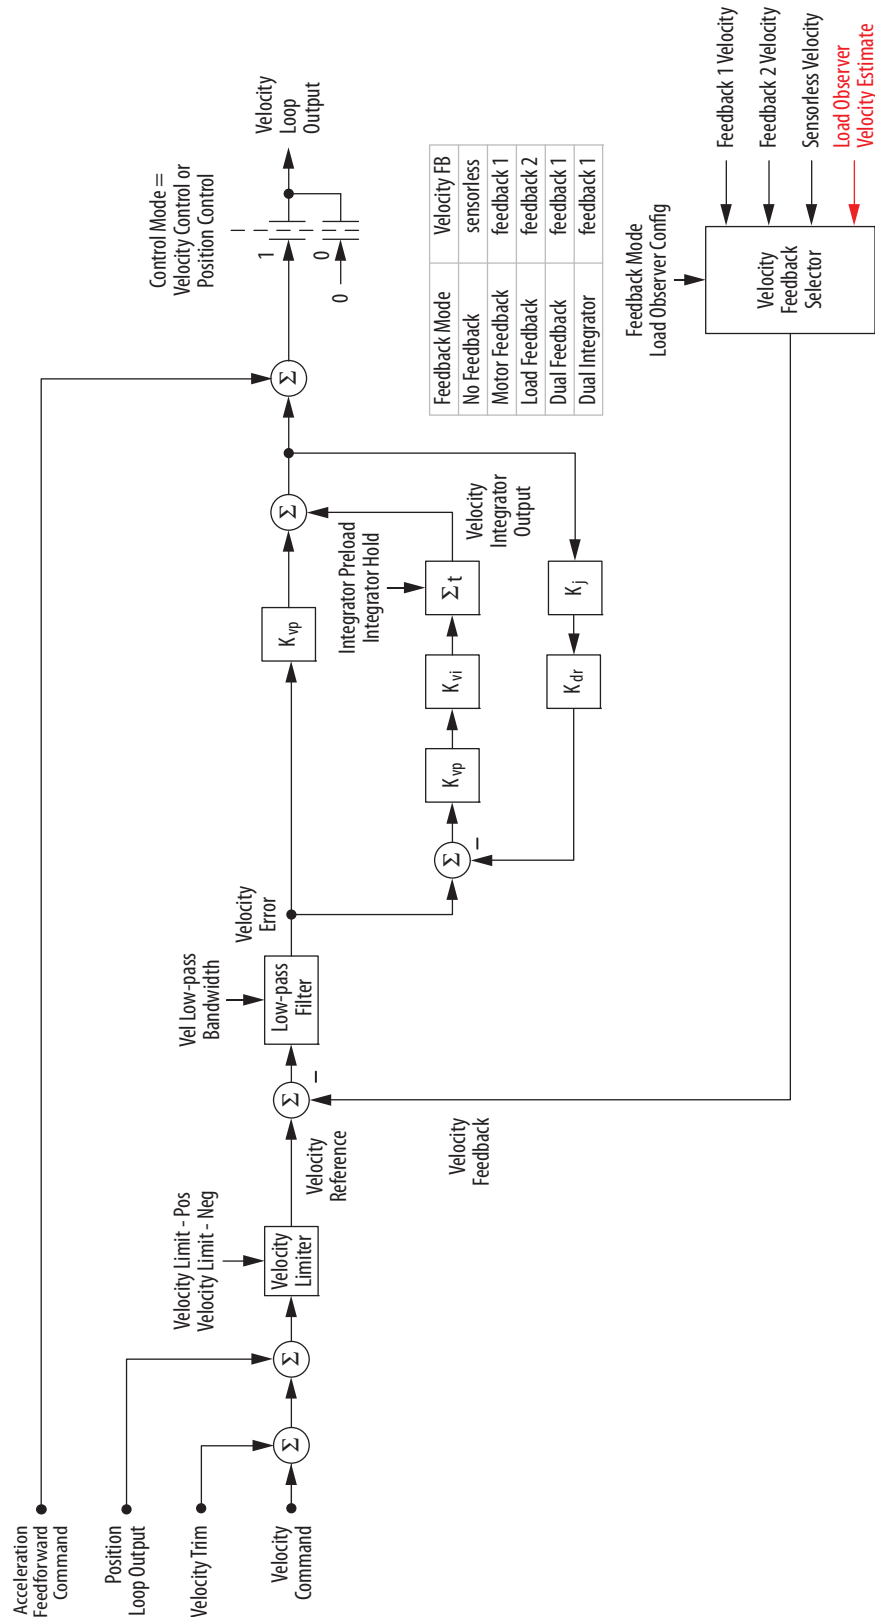 Acceleration
Feedforward
Command
Position
Loop Output
Velocity Trim
Velocity
Command
Σ
Σ
Velocity Limit - Pos
Velocity Limit - Neg
Velocity
Limiter
Velocity
Reference
Σ
–
Velocity
Feedback
Vel Low-pass
Bandwidth
Low-pass
Filter
Velocity
Error
Kvp
Σ
–
Kvp
Kvi
Σt
Integrator Preload
Integrator Hold
Velocity
Integrator
Output
Kj
Kdr
Σ
Σ
Control Mode =
Velocity Control or
Position Control
1
0
0
Velocity
Loop
Output
Feedback Mode Velocity FB
No Feedback sensorless
Motor Feedback feedback 1
Load Feedback feedback 2
Dual Feedback feedback 1
Dual Integrator feedback 1
Feedback Mode
Load Observer Config
Velocity
Feedback
Selector
Feedback 1 Velocity
Feedback 2 Velocity
Sensorless Velocity
Load Observer
Velocity Estimate